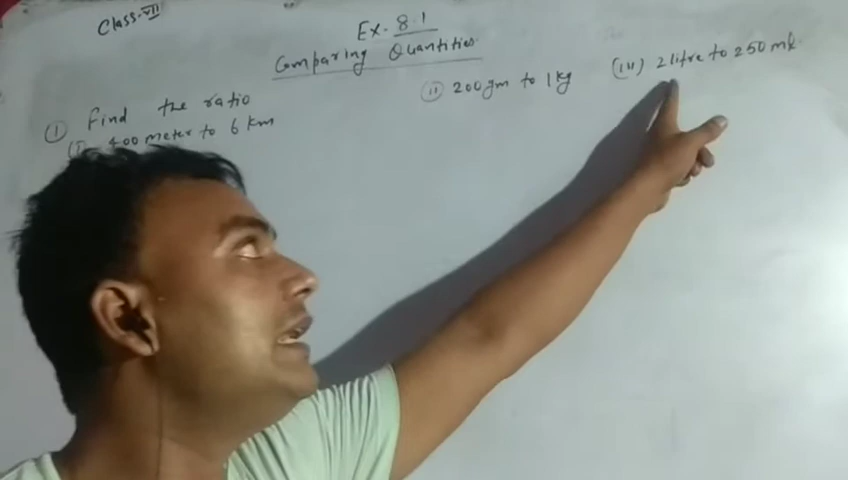 Class-VII
Ex- 8.1
Comparing Quantities.
① Find the ratio
(i) 400 meter to 6 km
(ii) 200gm to 1kg
(iii) 2 litre to 250 ml